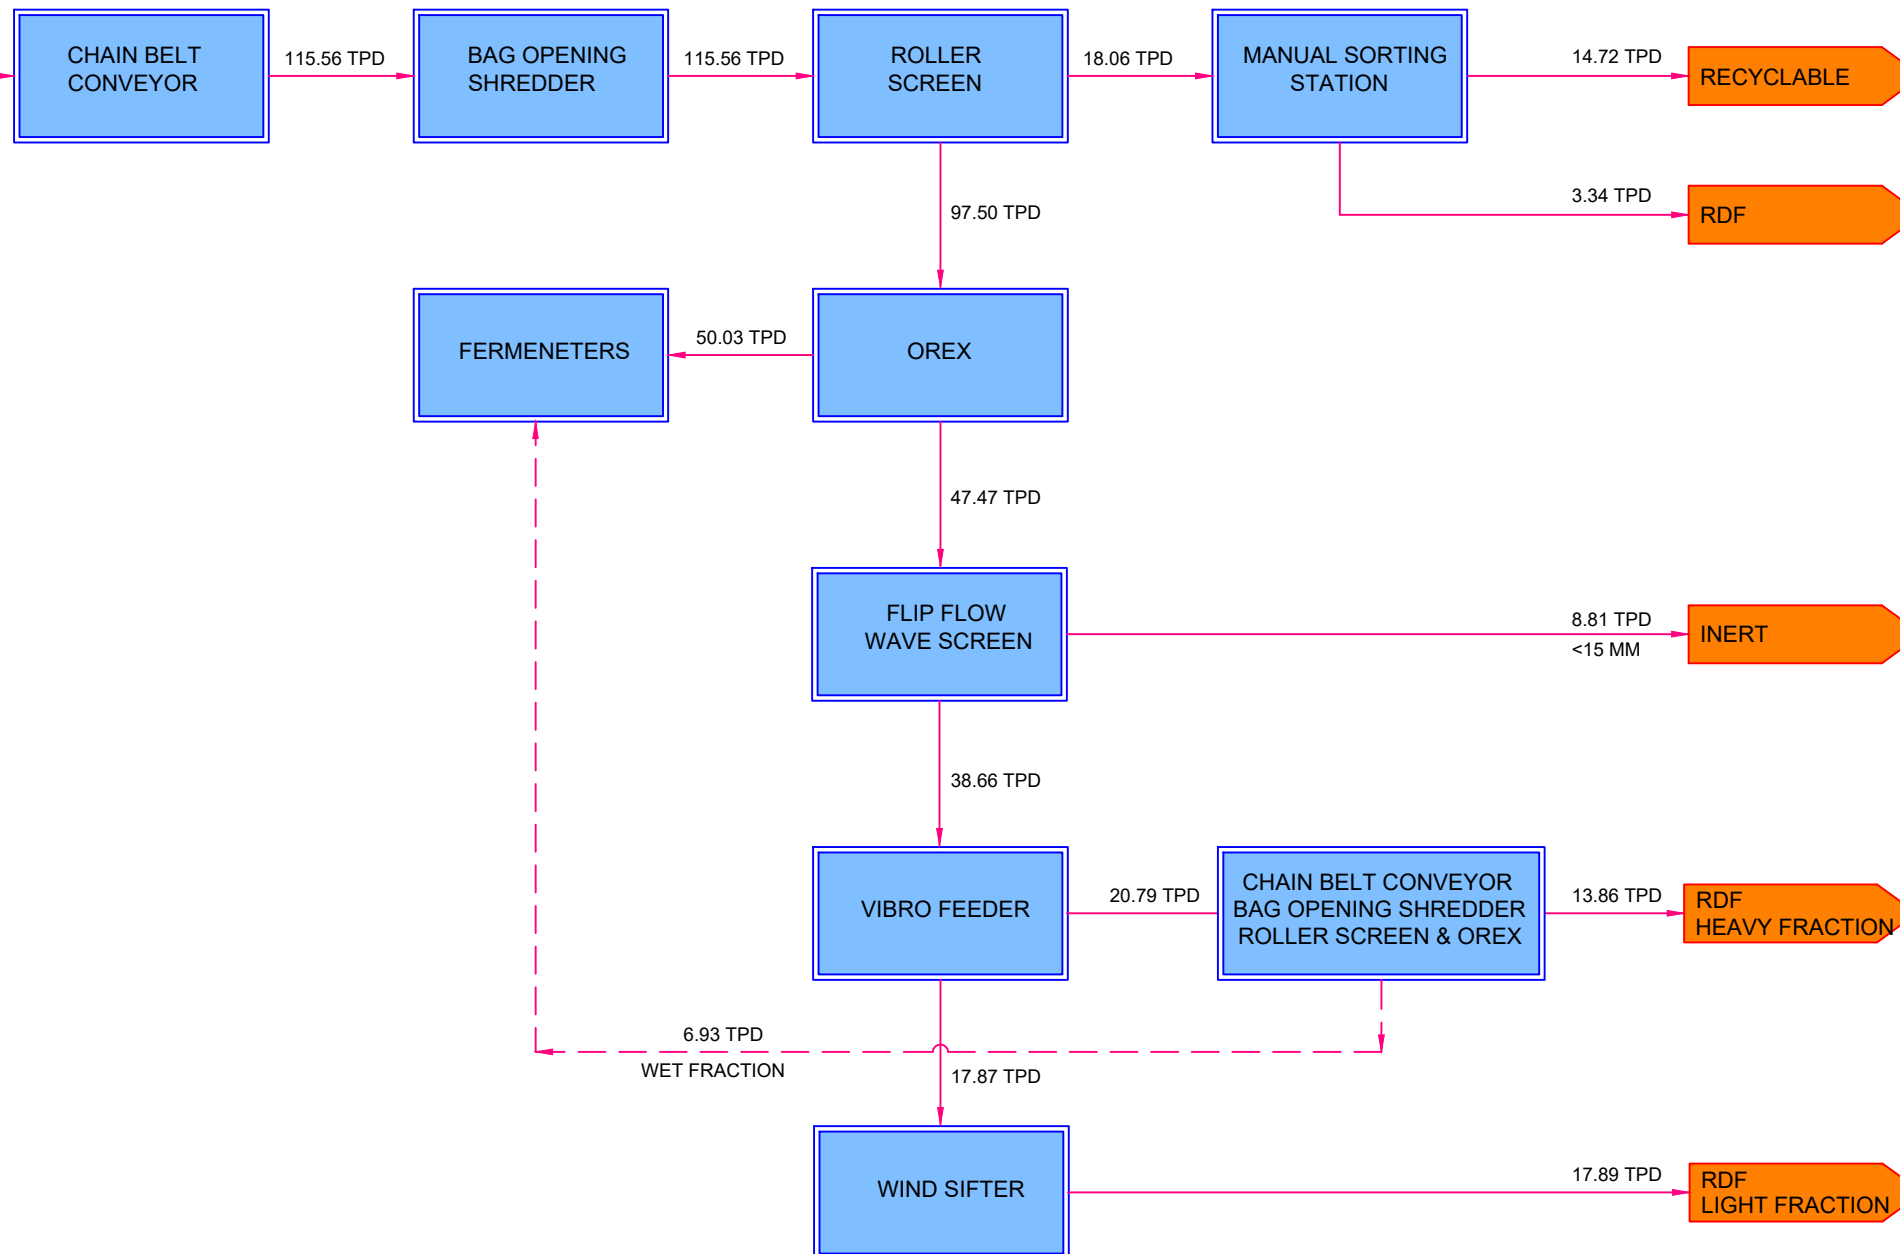 CHAIN BELT
CONVEYOR
115.56 TPD
BAG OPENING
SHREDDER
115.56 TPD
ROLLER
SCREEN
18.06 TPD
MANUAL SORTING
STATION
14.72 TPD
RECYCLABLE
3.34 TPD
RDF
97.50 TPD
FERMENETERS
50.03 TPD
OREX
47.47 TPD
FLIP FLOW
WAVE SCREEN
8.81 TPD
<15 MM
INERT
38.66 TPD
VIBRO FEEDER
20.79 TPD
CHAIN BELT CONVEYOR
BAG OPENING SHREDDER
ROLLER SCREEN & OREX
13.86 TPD
RDF
HEAVY FRACTION
6.93 TPD
WET FRACTION
17.87 TPD
WIND SIFTER
17.89 TPD
RDF
LIGHT FRACTION